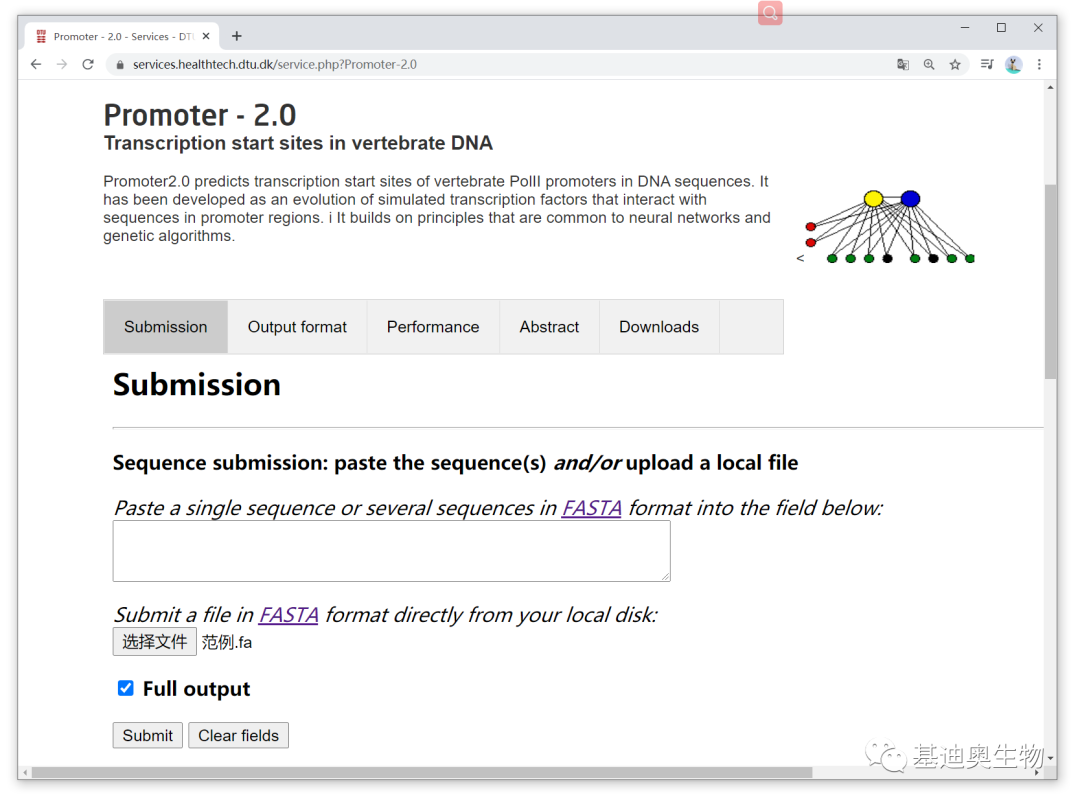 Promoter - 2.0 - Services - DTU
services.healthtech.dtu.dk/service.php?Promoter-2.0
Promoter - 2.0
Transcription start sites in vertebrate DNA
Promoter2.0 predicts transcription start sites of vertebrate PolII promoters in DNA sequences. It
has been developed as an evolution of simulated transcription factors that interact with
sequences in promoter regions. i It builds on principles that are common to neural networks and
genetic algorithms.
<
Submission Output format Performance Abstract Downloads
Submission
Sequence submission: paste the sequence(s) and/or upload a local file
Paste a single sequence or several sequences in FASTA format into the field below:
Submit a file in FASTA format directly from your local disk:
选择文件 范例.fa
Full output
Submit Clear fields
基迪奥生物